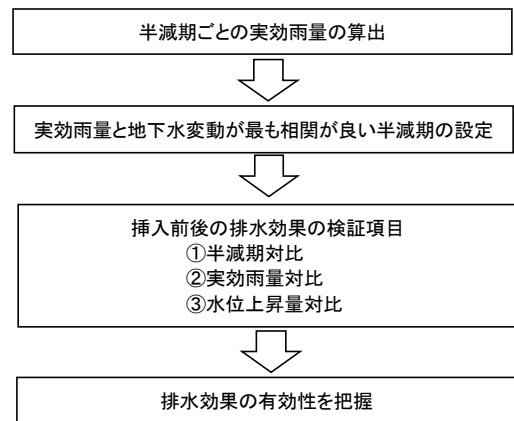 半減期ごとの実効雨量の算出
実効雨量と地下水変動が最も相関が良い半減期の設定
挿入前後の排水効果の検証項目
①半減期対比
②実効雨量対比
③水位上昇量対比
排水効果の有効性を把握